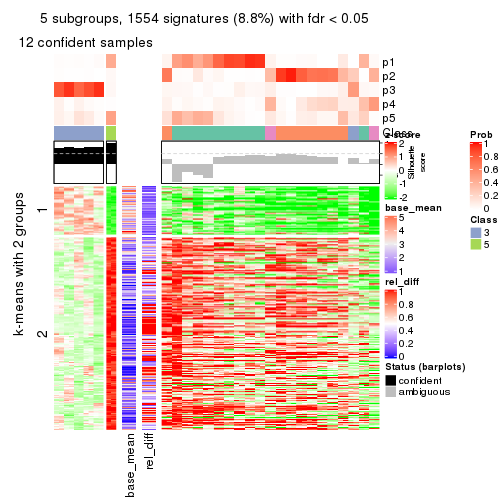 5 subgroups, 1554 signatures (8.8%) with fdr < 0.05
12 confident samples
p1
p2
p3
p4
p5
Class
z-score
2
1
0
-1
-2
Silhouette
score
Prob
1
0.8
0.6
0.4
0.2
0
Class
3
5
base_mean
5
4
3
2
1
rel_diff
1
0.8
0.6
0.4
0.2
0
Status (barplots)
confident
ambiguous
k-means with 2 groups
1
2
base_mean
rel_diff